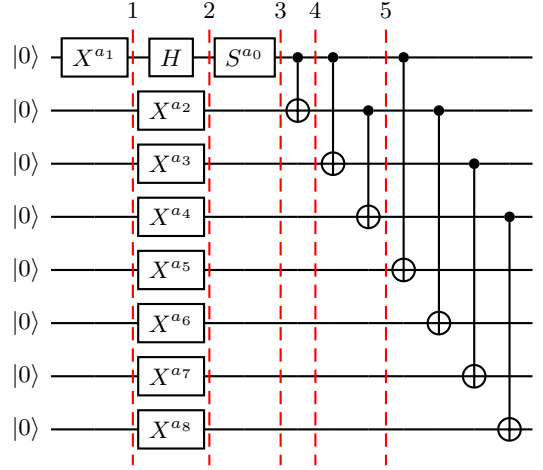 1 2 3 4 5
|0⟩ X^{a_1} H S^{a_0}
|0⟩ X^{a_2}
|0⟩ X^{a_3}
|0⟩ X^{a_4}
|0⟩ X^{a_5}
|0⟩ X^{a_6}
|0⟩ X^{a_7}
|0⟩ X^{a_8}